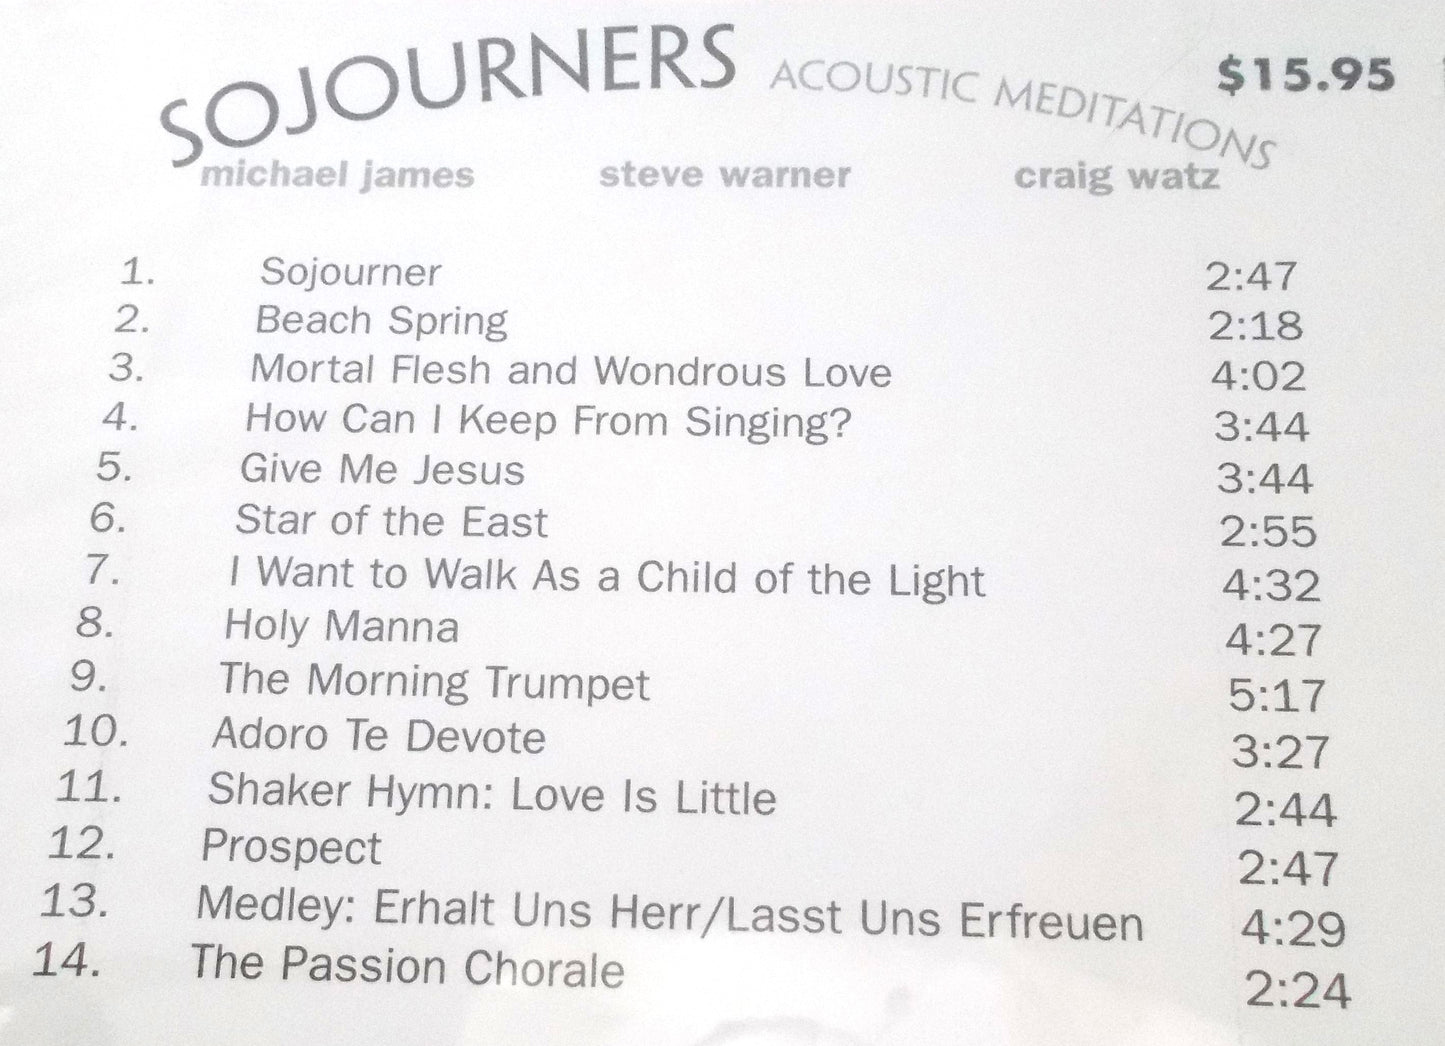 SOJOURNERS ACOUSTIC MEDITATIONS $15.95
michael james steve warner craig watz
1. Sojourner 2:47
2. Beach Spring 2:18
3. Mortal Flesh and Wondrous Love 4:02
4. How Can I Keep From Singing? 3:44
5. Give Me Jesus 3:44
6. Star of the East 2:55
7. I Want to Walk As a Child of the Light 4:32
8. Holy Manna 4:27
9. The Morning Trumpet 5:17
10. Adoro Te Devote 3:27
11. Shaker Hymn: Love Is Little 2:44
12. Prospect 2:47
13. Medley: Erhalt Uns Herr/Lasst Uns Erfreuen 4:29
14. The Passion Chorale 2:24